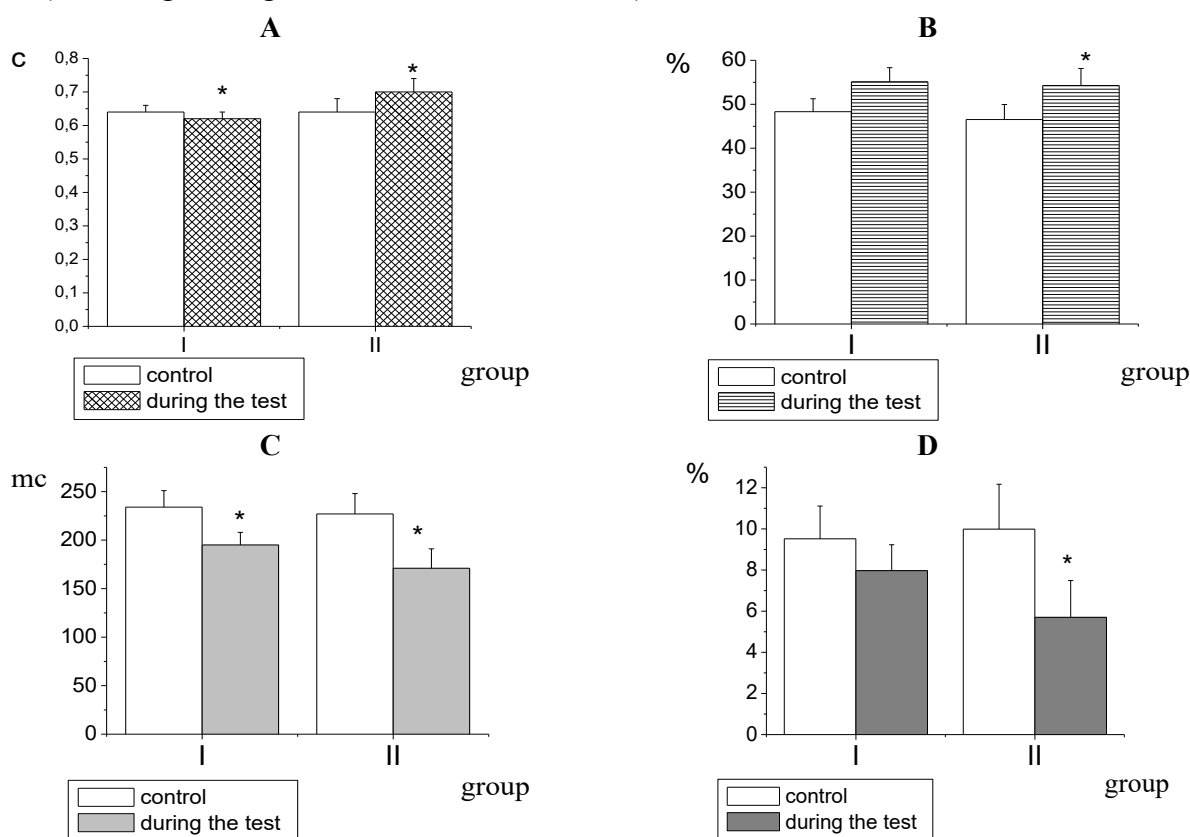 A
c
0,8
0,7
0,6
0,5
0,4
0,3
0,2
0,1
0,0
*
*
I
II
group
control
during the test
B
%
60
50
40
30
20
10
0
*
I
II
group
control
during the test
C
mc
250
200
150
100
50
0
*
*
I
II
group
control
during the test
D
%
12
10
8
6
4
2
0
*
I
II
group
control
during the test